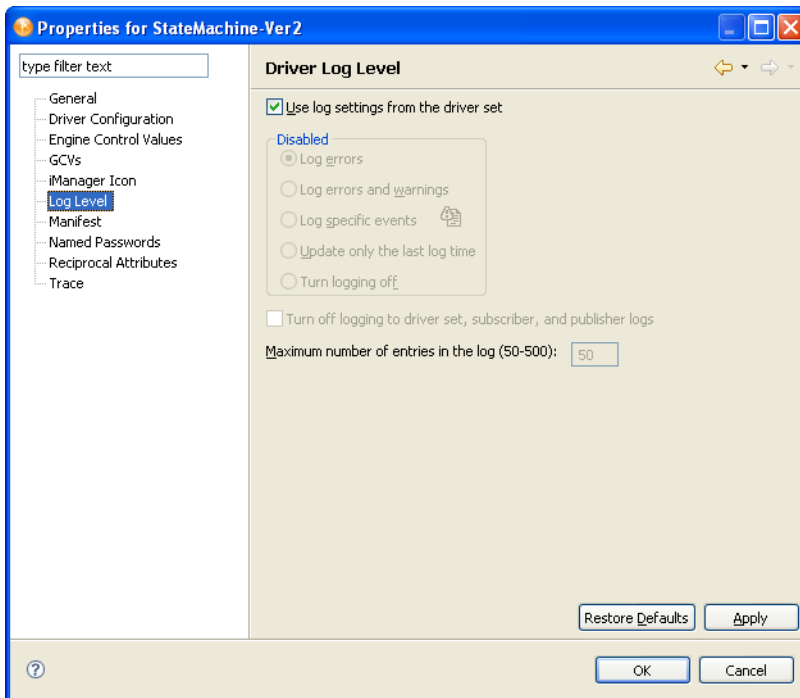 Properties for StateMachine-Ver2
type filter text
General
Driver Configuration
Engine Control Values
GCVs
iManager Icon
Log Level
Manifest
Named Passwords
Reciprocal Attributes
Trace
Driver Log Level
Use log settings from the driver set
Disabled
Log errors
Log errors and warnings
Log specific events
Update only the last log time
Turn logging off
Turn off logging to driver set, subscriber, and publisher logs
Maximum number of entries in the log (50-500): 50
Restore Defaults Apply
OK Cancel